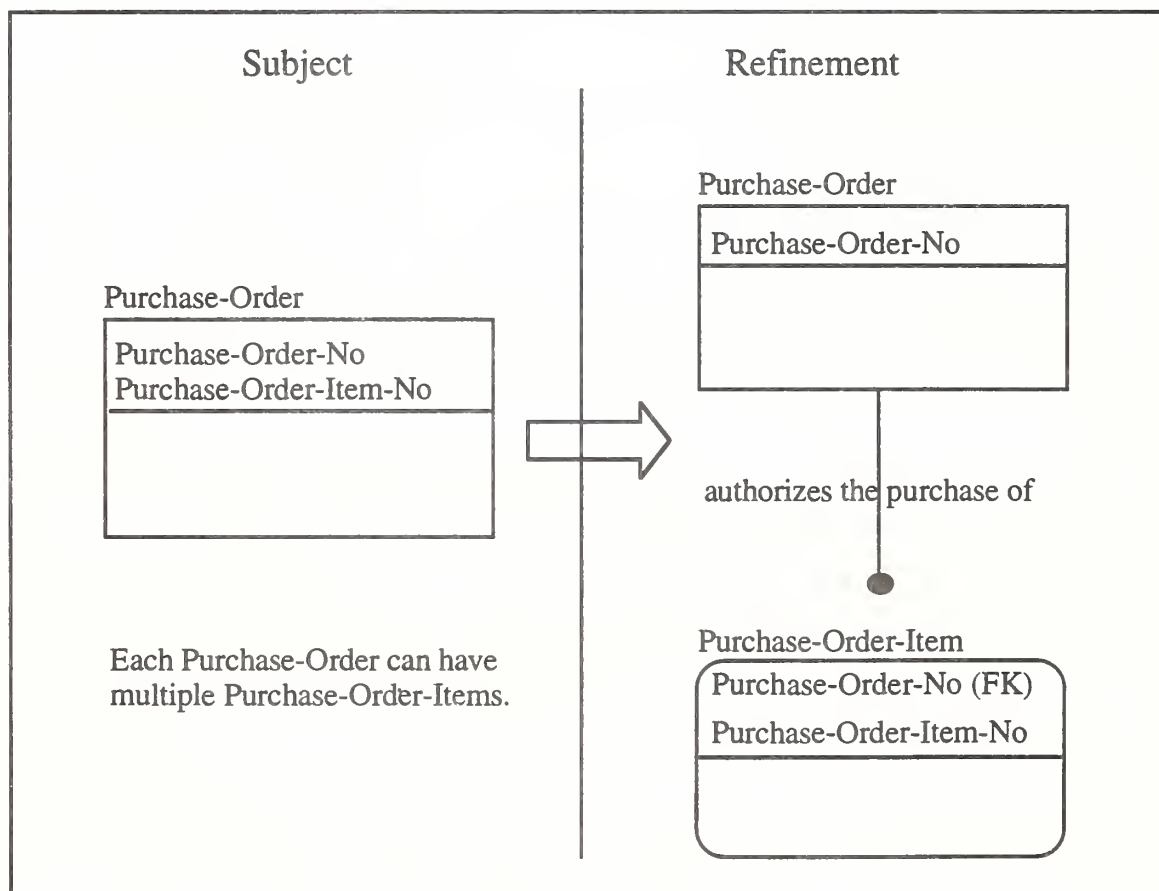 Subject
Refinement
Purchase-Order
Purchase-Order-No
Purchase-Order-Item-No
Each Purchase-Order can have
multiple Purchase-Order-Items.
Purchase-Order
Purchase-Order-No
authorizes the purchase of
Purchase-Order-Item
Purchase-Order-No (FK)
Purchase-Order-Item-No